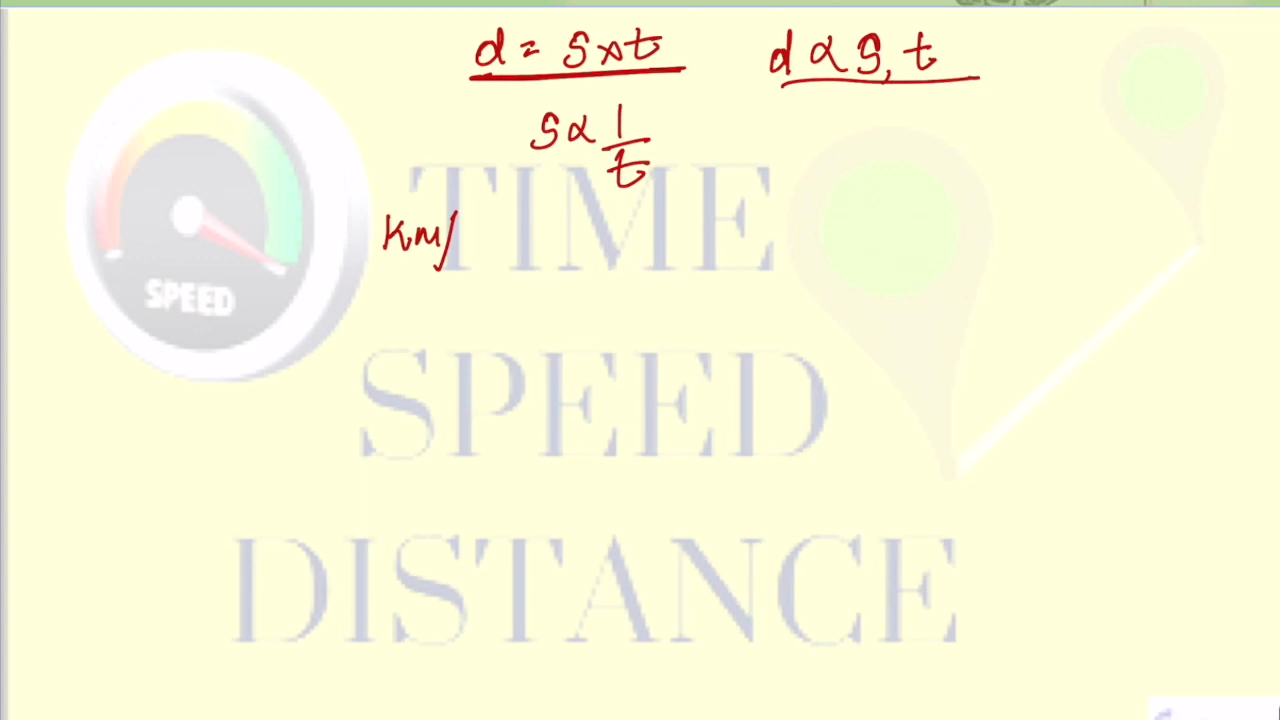 d = s × t d ∝ s, t
s ∝ 1/t
KM/
TIME
SPEED
SPEED
DISTANCE